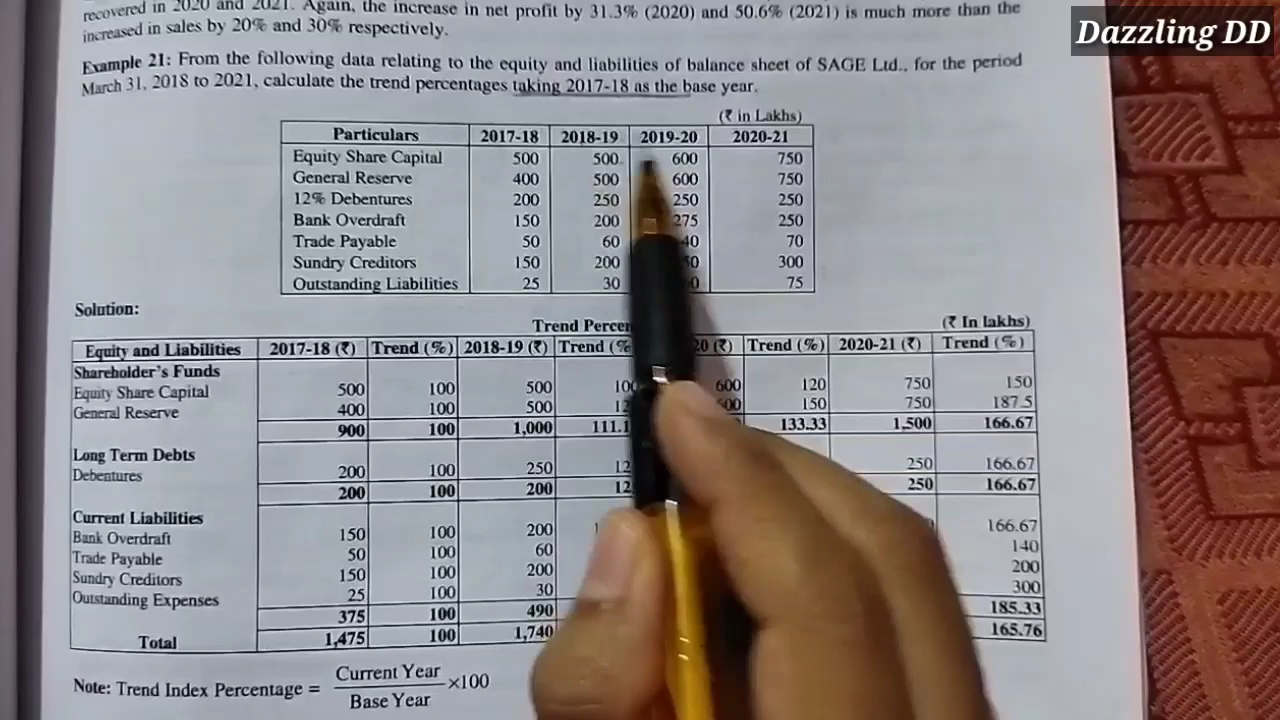 Dazzling DD
recovered in 2020 and 2021. Again, the increase in net profit by 31.3% (2020) and 50.6% (2021) is much more than the
increased in sales by 20% and 30% respectively.
Example 21: From the following data relating to the equity and liabilities of balance sheet of SAGE Ltd., for the period
March 31, 2018 to 2021, calculate the trend percentages taking 2017-18 as the base year.
(₹ in Lakhs)
Particulars 2017-18 2018-19 2019-20 2020-21
Equity Share Capital 500 500 600 750
General Reserve 400 500 600 750
12% Debentures 200 250 250 250
Bank Overdraft 150 200 275 250
Trade Payable 50 60 40 70
Sundry Creditors 150 200 300
Outstanding Liabilities 25 30 75
Solution:
Trend (₹ In lakhs)
Equity and Liabilities 2017-18 (₹) Trend (%) 2018-19 (₹) Trend (% (₹) Trend (%) 2020-21 (₹) Trend (%)
Shareholder's Funds
Equity Share Capital 500 100 500 600 120 750 150
General Reserve 400 100 500 150 750 187.5
900 100 1,000 133.33 1,500 166.67
Long Term Debts
Debentures 200 100 250 250 166.67
200 100 200 250 166.67
Current Liabilities
Bank Overdraft 150 100 200 166.67
Trade Payable 50 100 60 140
Sundry Creditors 150 100 200 200
Outstanding Expenses 25 100 30 300
375 100 490 185.33
Total 1,475 100 1,740 165.76
Note: Trend Index Percentage = Current Year / Base Year ×100